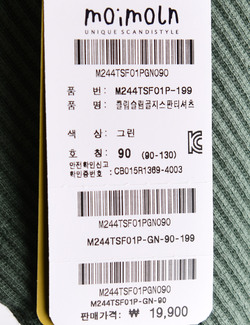 moimoln
UNIQUE SCANDISTYLE
M244TSF01PGN090
품 번: M244TSF01P-199
품 명: 클림슬림골지스판티셔츠
색 상: 그린
호 칭: 90 (90-130)
안전확인신고
확인증번호: CB015R1369-4003
M244TSF01PGN090
M244TSF01P-GN-90-199
M244TSF01PGN090
M244TSF01P-GN-90
판매가격: ₩ 19,900